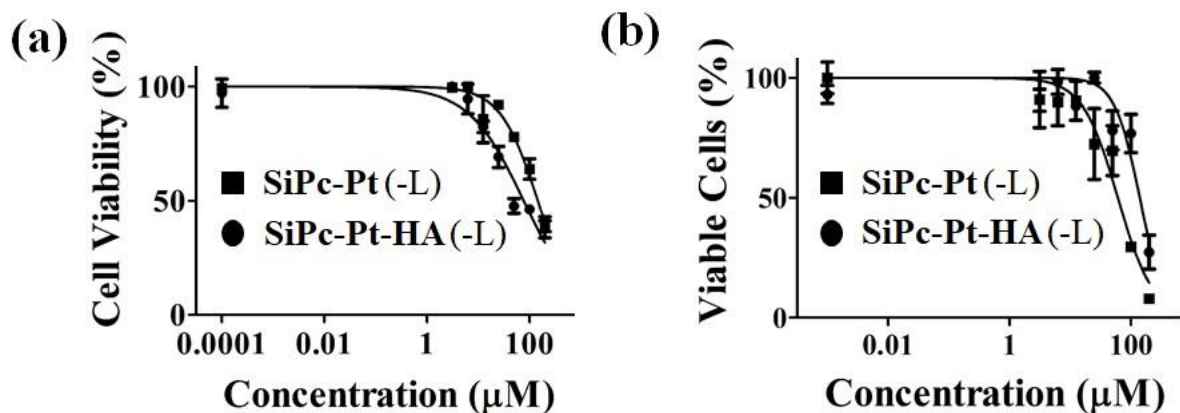 (a)
Cell Viability (%)
100
50
0
SiPc-Pt (-L)
SiPc-Pt-HA (-L)
0.0001 0.01 1 100
Concentration (μM)
(b)
Viable Cells (%)
100
50
0
SiPc-Pt (-L)
SiPc-Pt-HA (-L)
0.01 1 100
Concentration (μM)